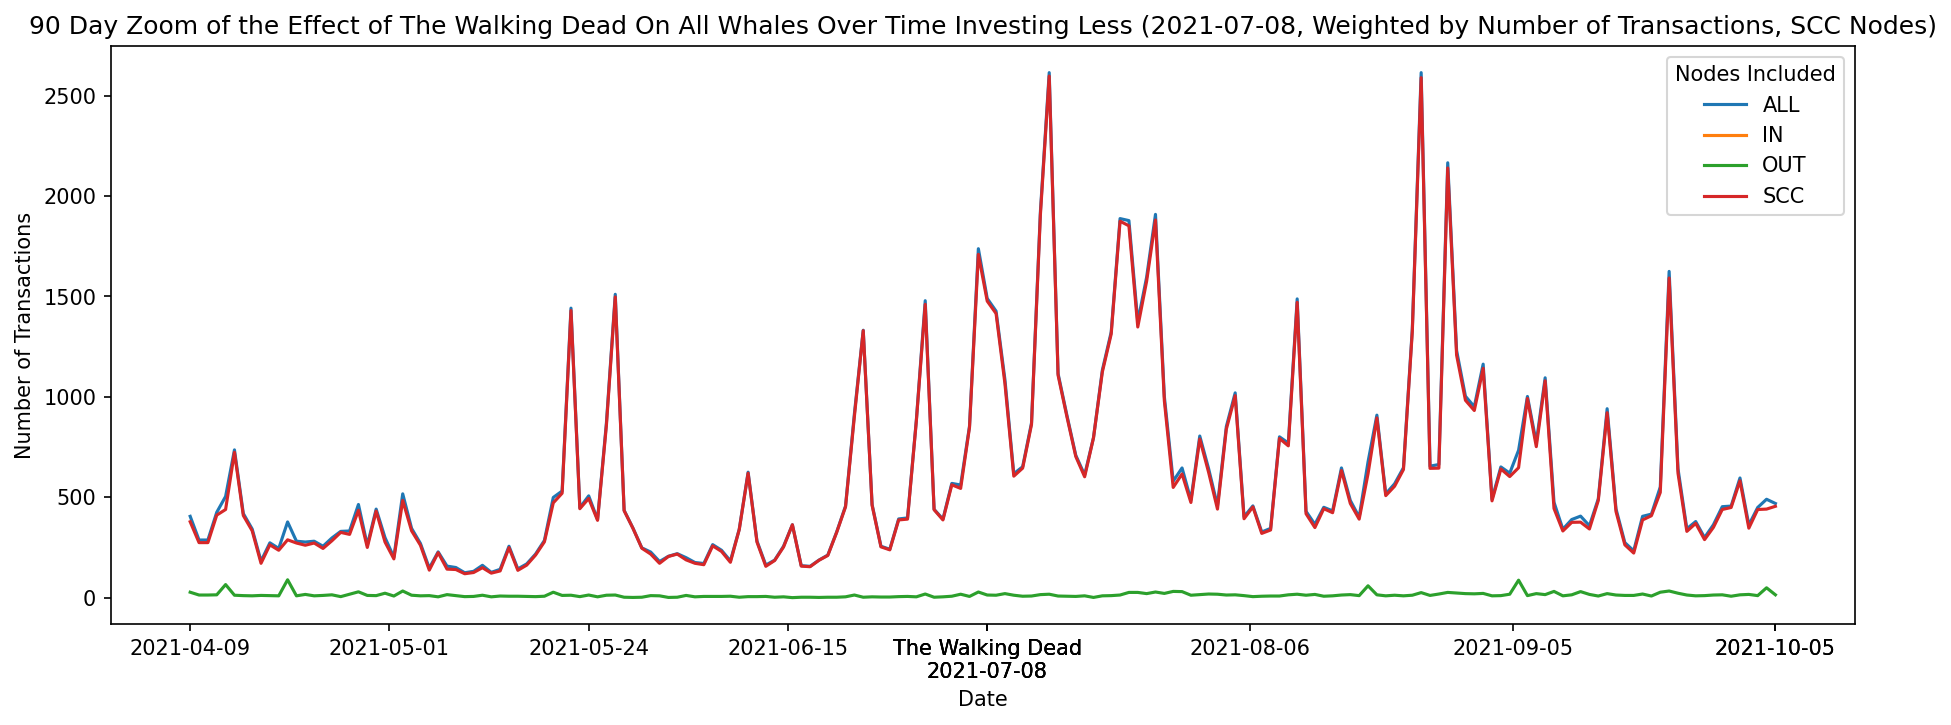 90 Day Zoom of the Effect of The Walking Dead On All Whales Over Time Investing Less (2021-07-08, Weighted by Number of Transactions, SCC Nodes)
Nodes Included
ALL
IN
OUT
SCC
Number of Transactions
2500
2000
1500
1000
500
0
2021-04-09
2021-05-01
2021-05-24
2021-06-15
The Walking Dead
2021-07-08
2021-08-06
2021-09-05
2021-10-05
Date